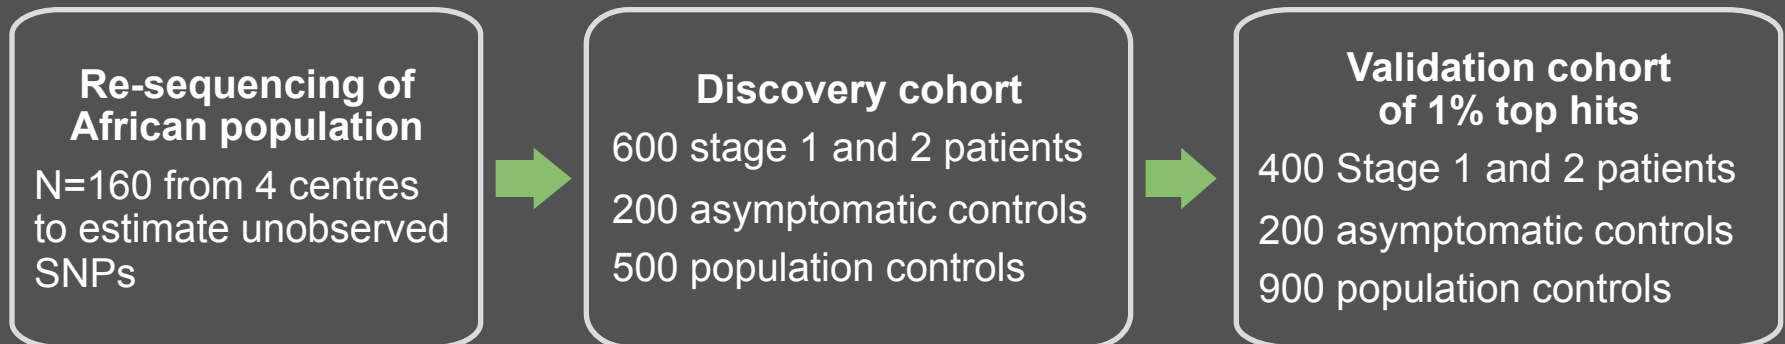 Re-sequencing of
African population
N=160 from 4 centres
to estimate unobserved
SNPs
Discovery cohort
600 stage 1 and 2 patients
200 asymptomatic controls
500 population controls
Validation cohort
of 1% top hits
400 Stage 1 and 2 patients
200 asymptomatic controls
900 population controls